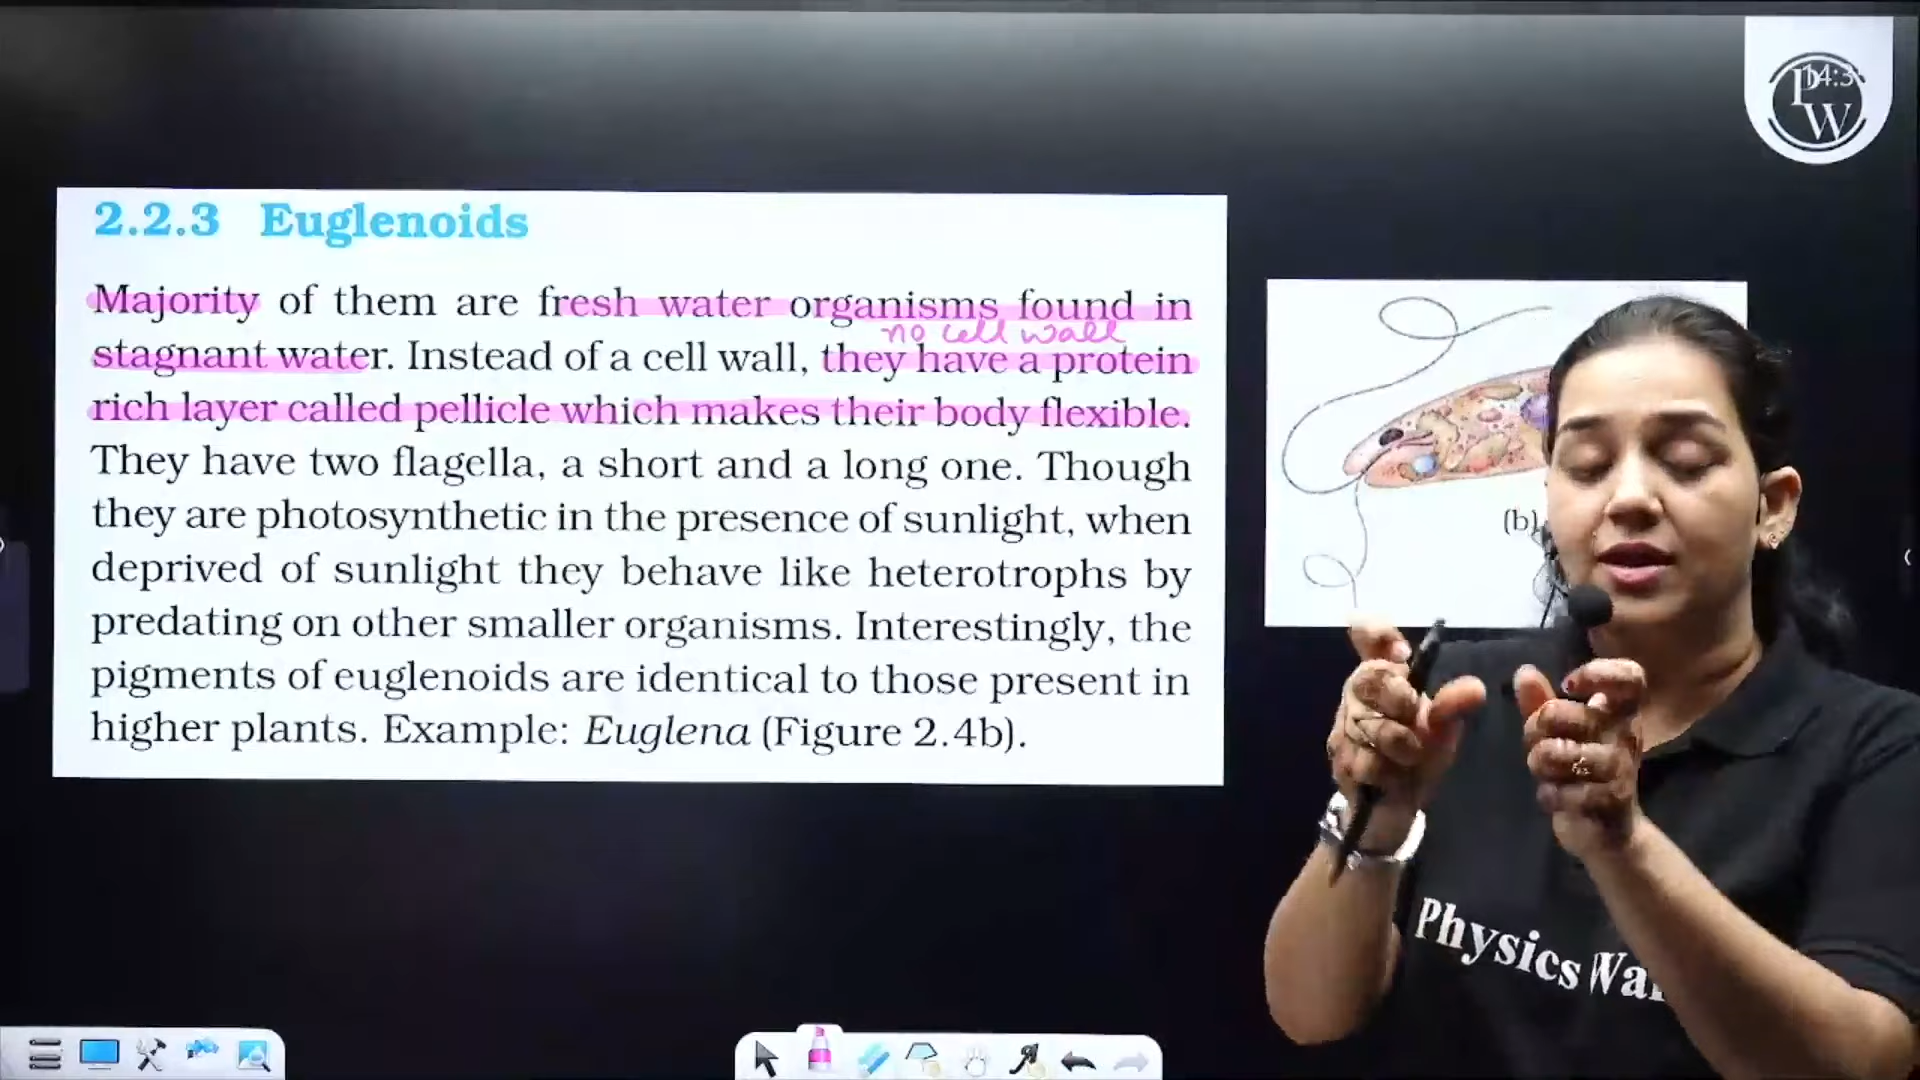 P 14:3
W
2.2.3 Euglenoids
Majority of them are fresh water organisms found in
no cell wall
stagnant water. Instead of a cell wall, they have a protein
rich layer called pellicle which makes their body flexible.
They have two flagella, a short and a long one. Though
they are photosynthetic in the presence of sunlight, when
deprived of sunlight they behave like heterotrophs by
predating on other smaller organisms. Interestingly, the
pigments of euglenoids are identical to those present in
higher plants. Example: Euglena (Figure 2.4b).
(b)
Physics Wa